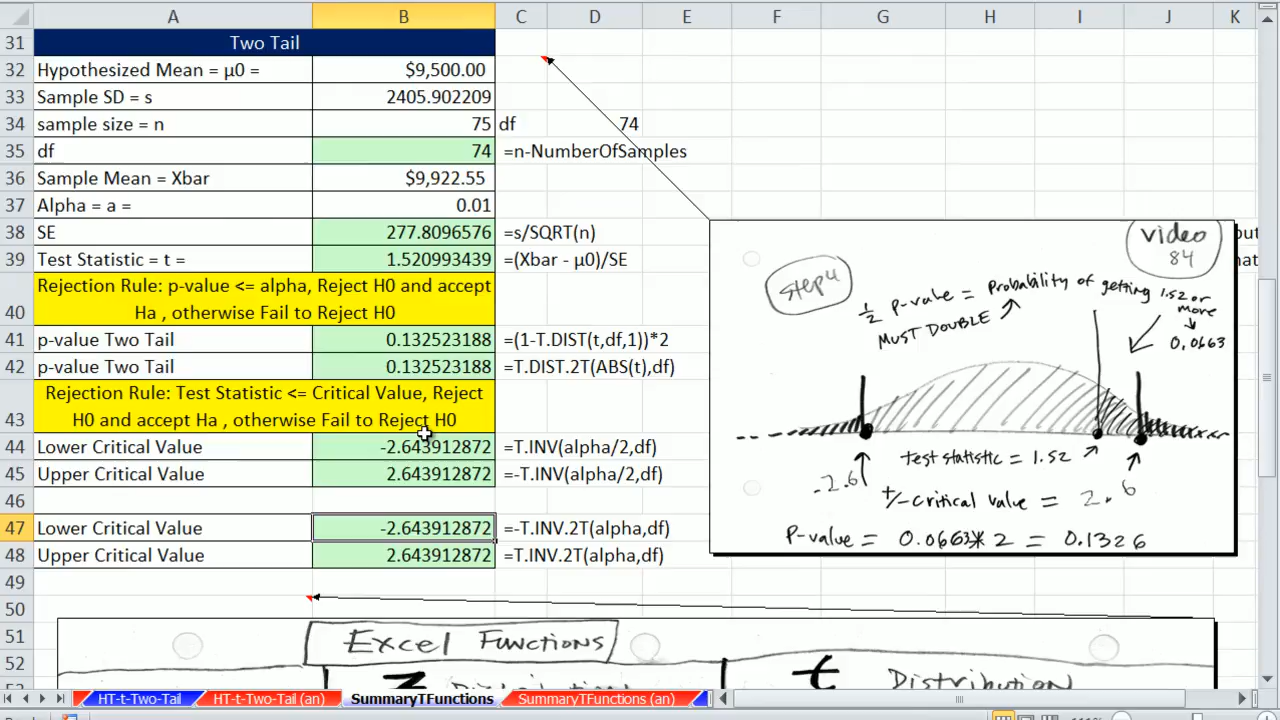 A B C D E F G H I J K
31 Two Tail
32 Hypothesized Mean = µ0 = $9,500.00
33 Sample SD = s 2405.902209
34 sample size = n 75 df 74
35 df 74 =n-NumberOfSamples
36 Sample Mean = Xbar $9,922.55
37 Alpha = a = 0.01
38 SE 277.8096576 =s/SQRT(n)
39 Test Statistic = t = 1.520993439 =(Xbar - µ0)/SE
Rejection Rule: p-value <= alpha, Reject H0 and accept
40 Ha , otherwise Fail to Reject H0
41 p-value Two Tail 0.132523188 =(1-T.DIST(t,df,1))*2
42 p-value Two Tail 0.132523188 =T.DIST.2T(ABS(t),df)
Rejection Rule: Test Statistic <= Critical Value, Reject
43 H0 and accept Ha , otherwise Fail to Reject H0
44 Lower Critical Value -2.643912872 =T.INV(alpha/2,df)
45 Upper Critical Value 2.643912872 =-T.INV(alpha/2,df)
46
47 Lower Critical Value -2.643912872 =-T.INV.2T(alpha,df)
48 Upper Critical Value 2.643912872 =T.INV.2T(alpha,df)
49
50
51
52
video
84
step 4
1/2 p-value = Probability of getting 1.52 or
more
MUST DOUBLE
0.0663
test statistic = 1.52
-2.6
+/- critical value = 2.6
P-value = 0.0663*2 = 0.1326
Excel Functions
Z Distribution t Distribution
HT-t-Two-Tail HT-t-Two-Tail (an) SummaryTFunctions SummaryTFunctions (an)